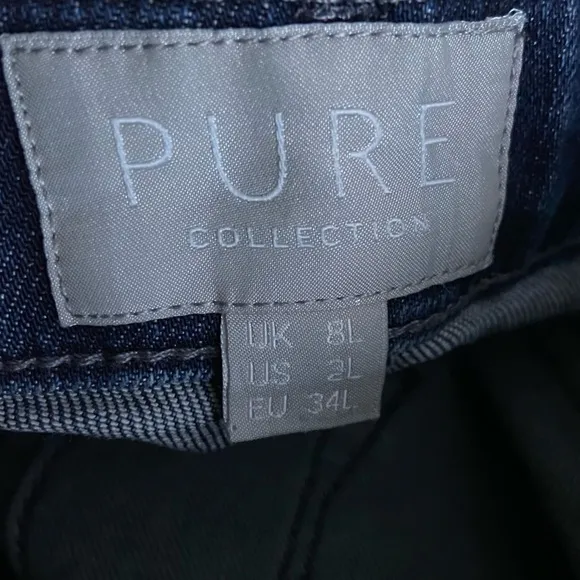 PURE
COLLECTION
UK 8L
US 2L
EU 34L